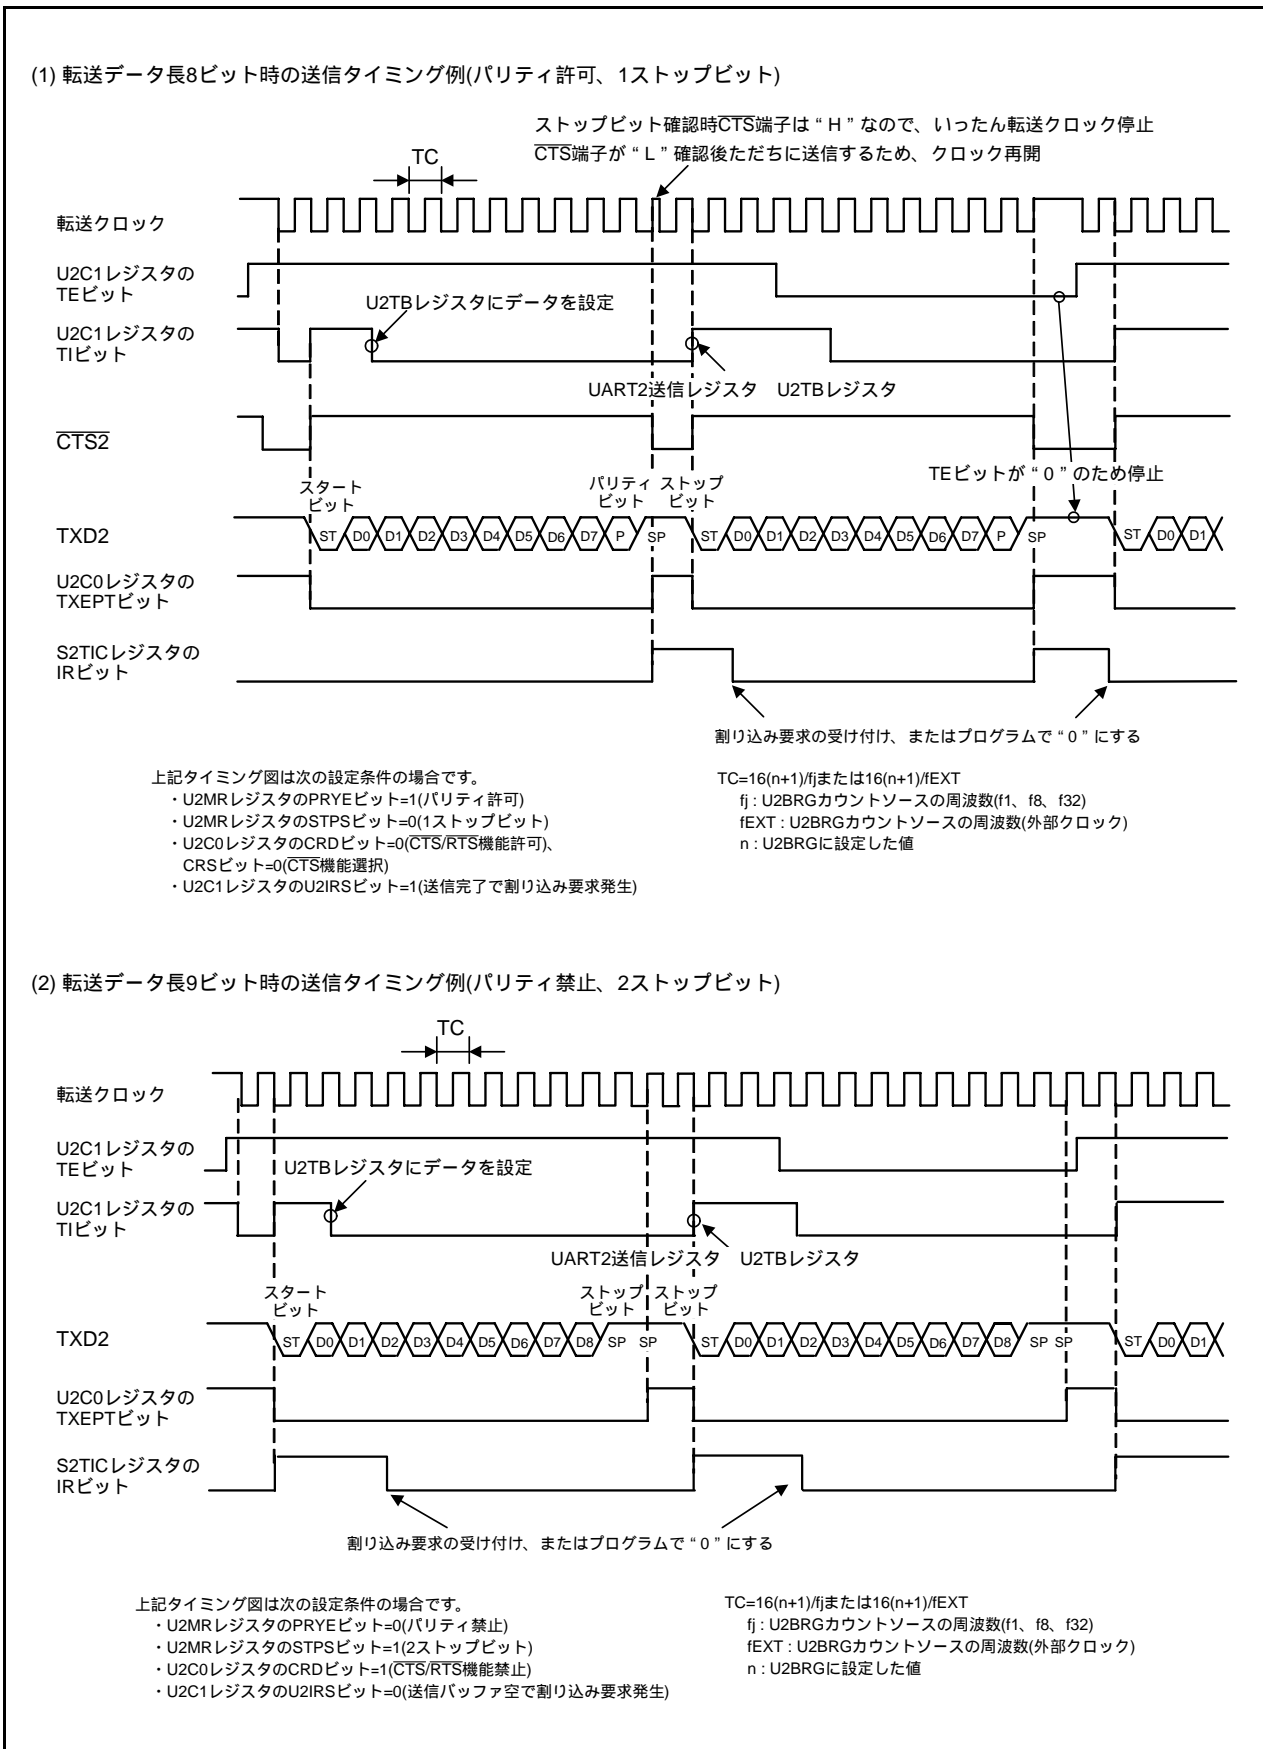 (1) 転送データ長8ビット時の送信タイミング例(パリティ許可、1ストップビット)
ストップビット確認時CTS端子は“H”なので、いったん転送クロック停止
CTS端子が“L”確認後ただちに送信するため、クロック再開
TC
転送クロック
U2C1レジスタの
TEビット
U2TBレジスタにデータを設定
U2C1レジスタの
TIビット
UART2送信レジスタ U2TBレジスタ
CTS2
TEビットが“0”のため停止
スタート
ビット
パリティ
ビット
ストップ
ビット
TXD2
ST D0 D1 D2 D3 D4 D5 D6 D7 P SP ST D0 D1 D2 D3 D4 D5 D6 D7 P SP ST D0 D1
U2C0レジスタの
TXEPTビット
S2TICレジスタの
IRビット
割り込み要求の受け付け、またはプログラムで“0”にする
上記タイミング図は次の設定条件の場合です。
・U2MRレジスタのPRYEビット=1(パリティ許可)
・U2MRレジスタのSTPSビット=0(1ストップビット)
・U2C0レジスタのCRDビット=0(CTS/RTS機能許可)、
CRSビット=0(CTS機能選択)
・U2C1レジスタのU2IRSビット=1(送信完了で割り込み要求発生)
TC=16(n+1)/fjまたは16(n+1)/fEXT
fj : U2BRGカウントソースの周波数(f1、f8、f32)
fEXT : U2BRGカウントソースの周波数(外部クロック)
n : U2BRGに設定した値
(2) 転送データ長9ビット時の送信タイミング例(パリティ禁止、2ストップビット)
TC
転送クロック
U2C1レジスタの
TEビット
U2TBレジスタにデータを設定
U2C1レジスタの
TIビット
UART2送信レジスタ U2TBレジスタ
スタート
ビット
ストップ
ビット
ストップ
ビット
TXD2
ST D0 D1 D2 D3 D4 D5 D6 D7 D8 SP SP ST D0 D1 D2 D3 D4 D5 D6 D7 D8 SP SP ST D0 D1
U2C0レジスタの
TXEPTビット
S2TICレジスタの
IRビット
割り込み要求の受け付け、またはプログラムで“0”にする
上記タイミング図は次の設定条件の場合です。
・U2MRレジスタのPRYEビット=0(パリティ禁止)
・U2MRレジスタのSTPSビット=1(2ストップビット)
・U2C0レジスタのCRDビット=1(CTS/RTS機能禁止)
・U2C1レジスタのU2IRSビット=0(送信バッファ空で割り込み要求発生)
TC=16(n+1)/fjまたは16(n+1)/fEXT
fj : U2BRGカウントソースの周波数(f1、f8、f32)
fEXT : U2BRGカウントソースの周波数(外部クロック)
n : U2BRGに設定した値